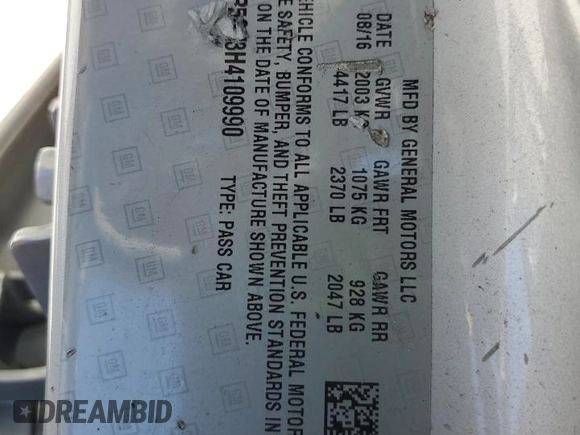 MFD BY GENERAL MOTORS LLC
DATE GVWR GAWR FRT GAWR RR
08/16 2003 1075 KG 928 KG
4417 LB 2370 LB 2047 LB
VEHICLE CONFORMS TO ALL APPLICABLE U.S. FEDERAL MOTOR
SAFETY, BUMPER, AND THEFT PREVENTION STANDARDS IN
ON THE DATE OF MANUFACTURE SHOWN ABOVE.
3H4109990 TYPE: PASS CAR
GM
DREAMBID